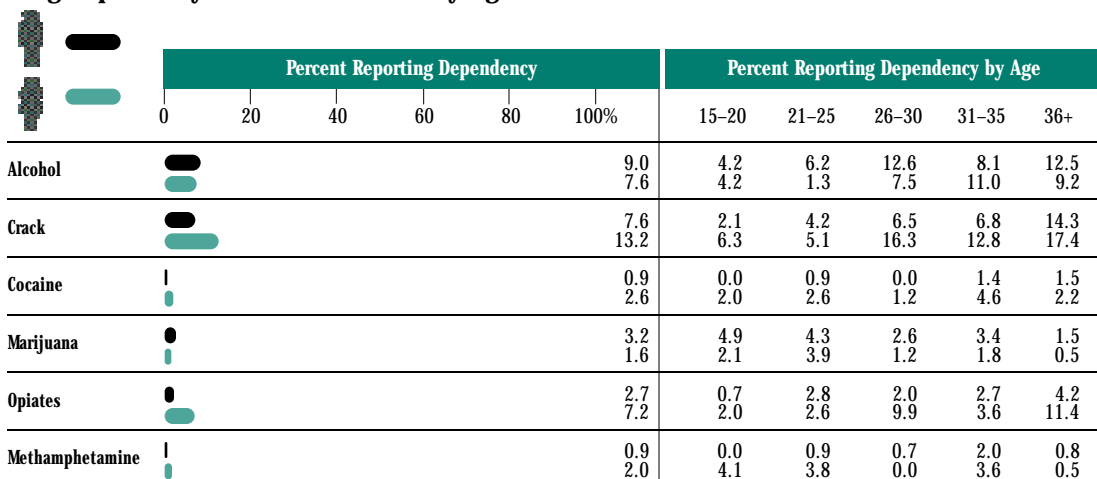 Percent Reporting Dependency Percent Reporting Dependency by Age
0 20 40 60 80 100% 15–20 21–25 26–30 31–35 36+
Alcohol
9.0 4.2 6.2 12.6 8.1 12.5
7.6 4.2 1.3 7.5 11.0 9.2
Crack
7.6 2.1 4.2 6.5 6.8 14.3
13.2 6.3 5.1 16.3 12.8 17.4
Cocaine
0.9 0.0 0.9 0.0 1.4 1.5
2.6 2.0 2.6 1.2 4.6 2.2
Marijuana
3.2 4.9 4.3 2.6 3.4 1.5
1.6 2.1 3.9 1.2 1.8 0.5
Opiates
2.7 0.7 2.8 2.0 2.7 4.2
7.2 2.0 2.6 9.9 3.6 11.4
Methamphetamine
0.9 0.0 0.9 0.7 2.0 0.8
2.0 4.1 3.8 0.0 3.6 0.5